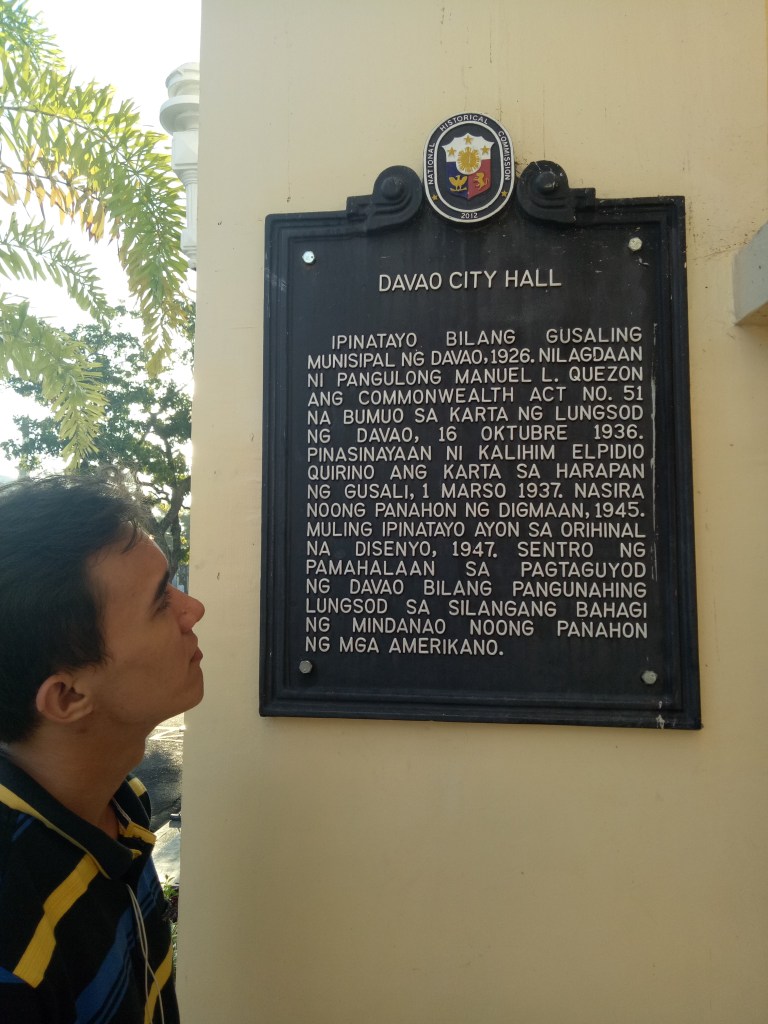 NATIONAL HISTORICAL COMMISSION
2012
DAVAO CITY HALL
IPINATAYO BILANG GUSALING
MUNISIPAL NG DAVAO, 1926. NILAGDAAN
NI PANGULONG MANUEL L. QUEZON
ANG COMMONWEALTH ACT NO. 51
NA BUMUO SA KARTA NG LUNGSOD
NG DAVAO, 16 OKTUBRE 1936.
PINASINAYAAN NI KALIHIM ELPIDIO
QUIRINO ANG KARTA SA HARAPAN
NG GUSALI, 1 MARSO 1937. NASIRA
NOONG PANAHON NG DIGMAAN, 1945.
MULING IPINATAYO AYON SA ORIHINAL
NA DISENYO, 1947. SENTRO NG
PAMAHALAAN SA PAGTAGUYOD
NG DAVAO BILANG PANGUNAHING
LUNGSOD SA SILANGANG BAHAGI
NG MINDANAO NOONG PANAHON
NG MGA AMERIKANO.